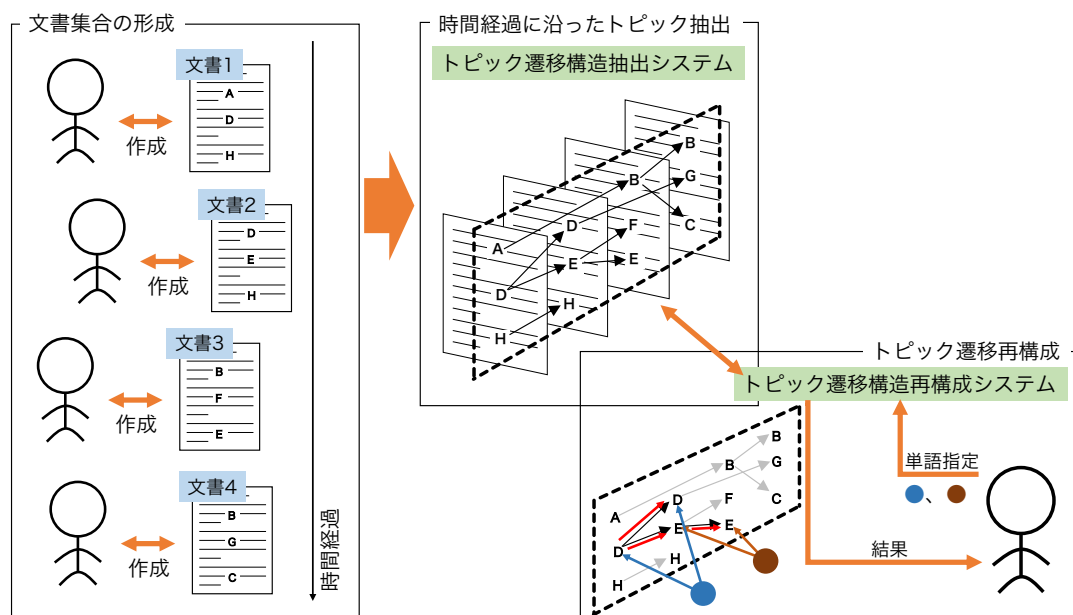 文書集合の形成
文書1
A
D
H
作成
文書2
D
E
H
作成
文書3
B
F
E
作成
文書4
B
G
C
作成
時間経過
時間経過に沿ったトピック抽出
トピック遷移構造抽出システム
A
D
H
D
E
H
B
F
E
B
G
C
トピック遷移再構成
トピック遷移構造再構成システム
A
D
H
D
E
H
B
F
E
B
G
C
単語指定
、
結果